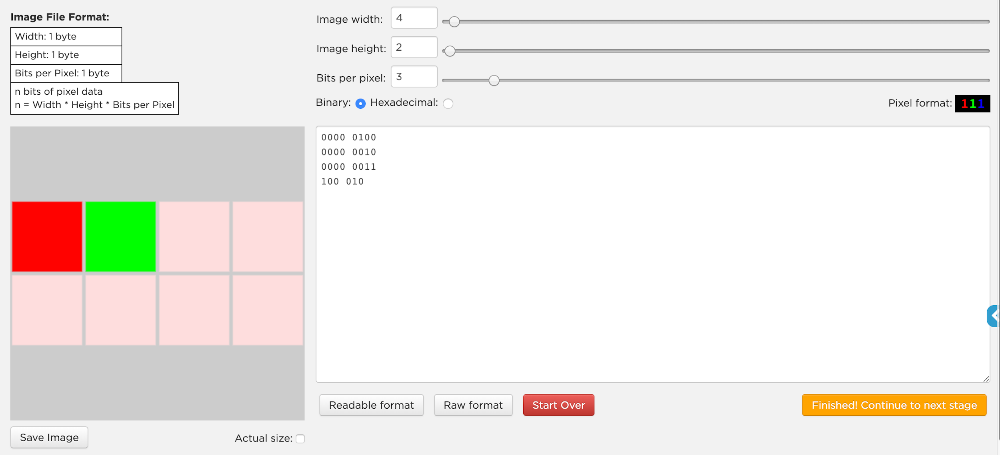 Image File Format:
Width: 1 byte
Height: 1 byte
Bits per Pixel: 1 byte
n bits of pixel data
n = Width * Height * Bits per Pixel
Image width: 4
Image height: 2
Bits per pixel: 3
Binary: Hexadecimal:
Pixel format: 111
0000 0100
0000 0010
0000 0011
100 010
Readable format
Raw format
Start Over
Finished! Continue to next stage
Save Image
Actual size: